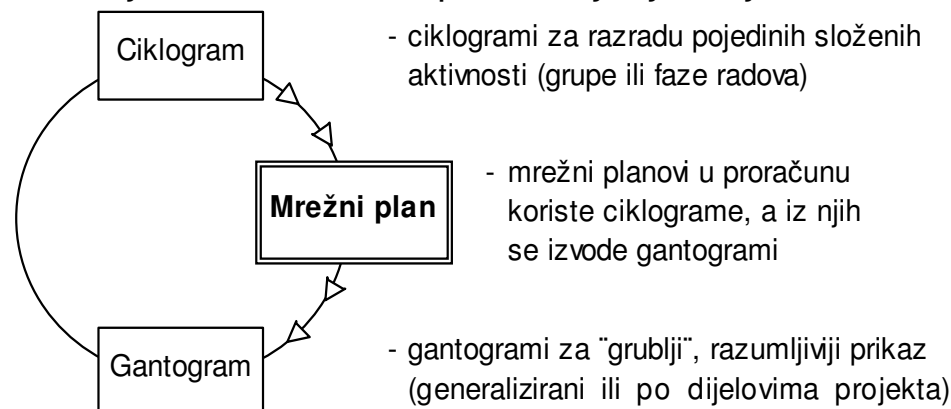 Ciklogram
- ciklogrami za razradu pojedinih složenih
aktivnosti (grupe ili faze radova)
Mrežni plan
- mrežni planovi u proračunu
koriste ciklograme, a iz njih
se izvode gantogrami
Gantogram
- gantogrami za ¨grublji¨, razumljiviji prikaz
(generalizirani ili po dijelovima projekta)